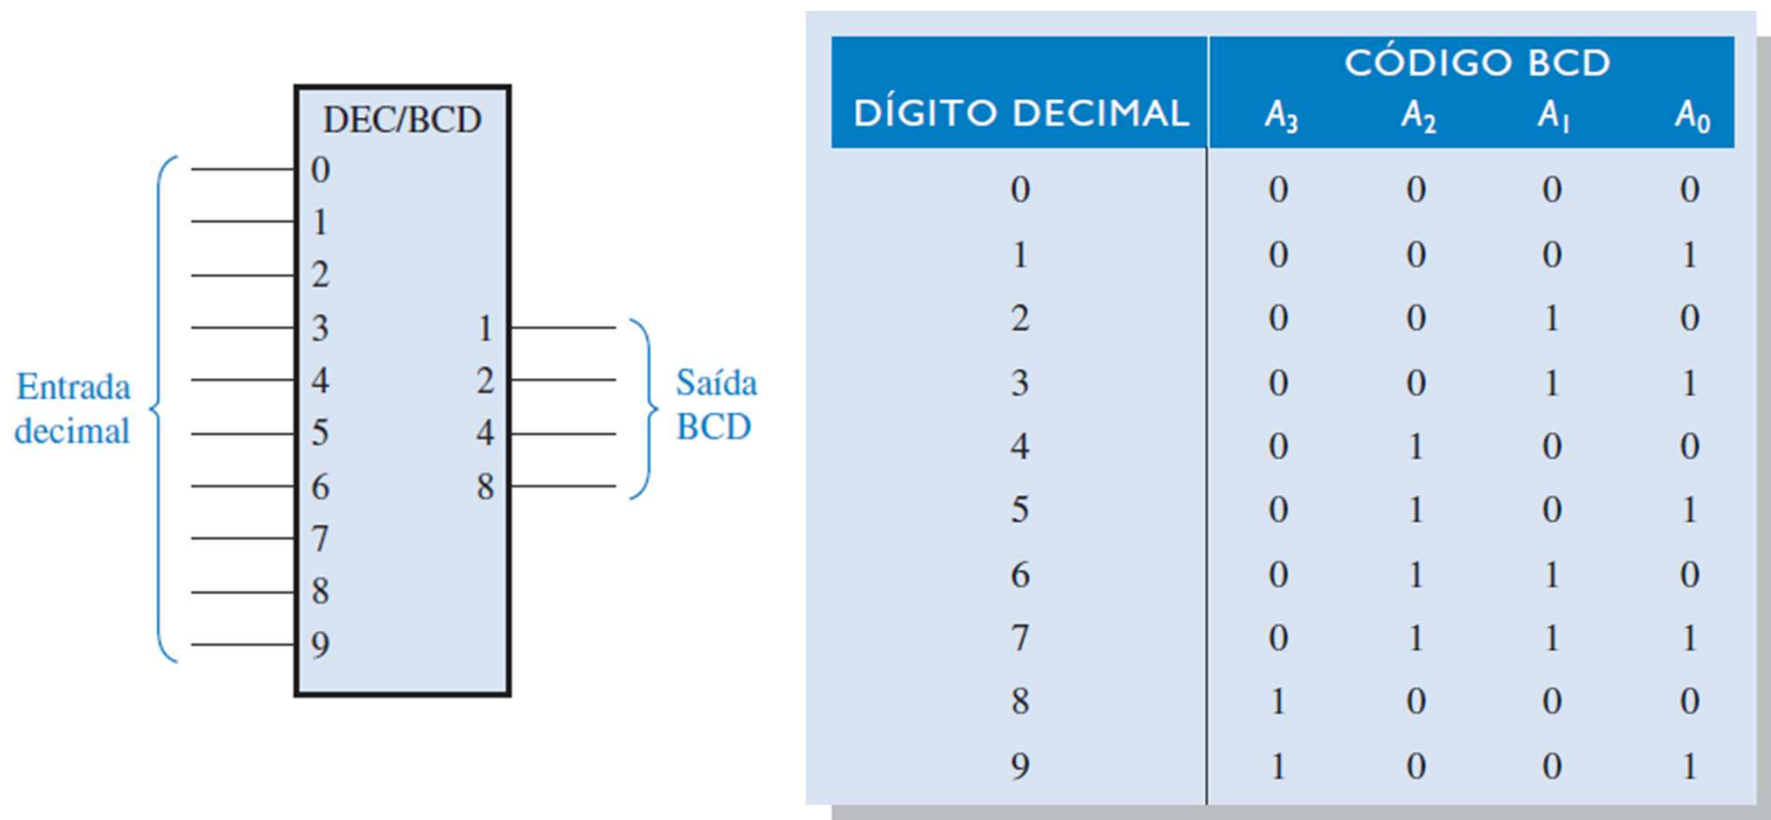 DEC/BCD
0
1
2
3 1
4 2
5 4
6 8
7
8
9
Entrada
decimal
Saída
BCD
CÓDIGO BCD
DÍGITO DECIMAL A3 A2 A1 A0
0 0 0 0 0
1 0 0 0 1
2 0 0 1 0
3 0 0 1 1
4 0 1 0 0
5 0 1 0 1
6 0 1 1 0
7 0 1 1 1
8 1 0 0 0
9 1 0 0 1